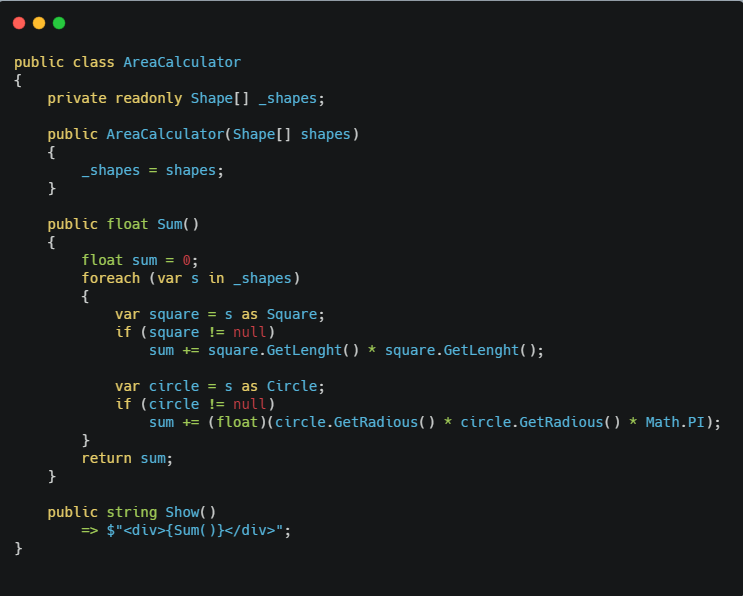 public class AreaCalculator
{
    private readonly Shape[] _shapes;

    public AreaCalculator(Shape[] shapes)
    {
        _shapes = shapes;
    }

    public float Sum()
    {
        float sum = 0;
        foreach (var s in _shapes)
        {
            var square = s as Square;
            if (square != null)
                sum += square.GetLenght() * square.GetLenght();

            var circle = s as Circle;
            if (circle != null)
                sum += (float)(circle.GetRadious() * circle.GetRadious() * Math.PI);
        }
        return sum;
    }

    public string Show()
        => $"<div>{Sum()}</div>";
}